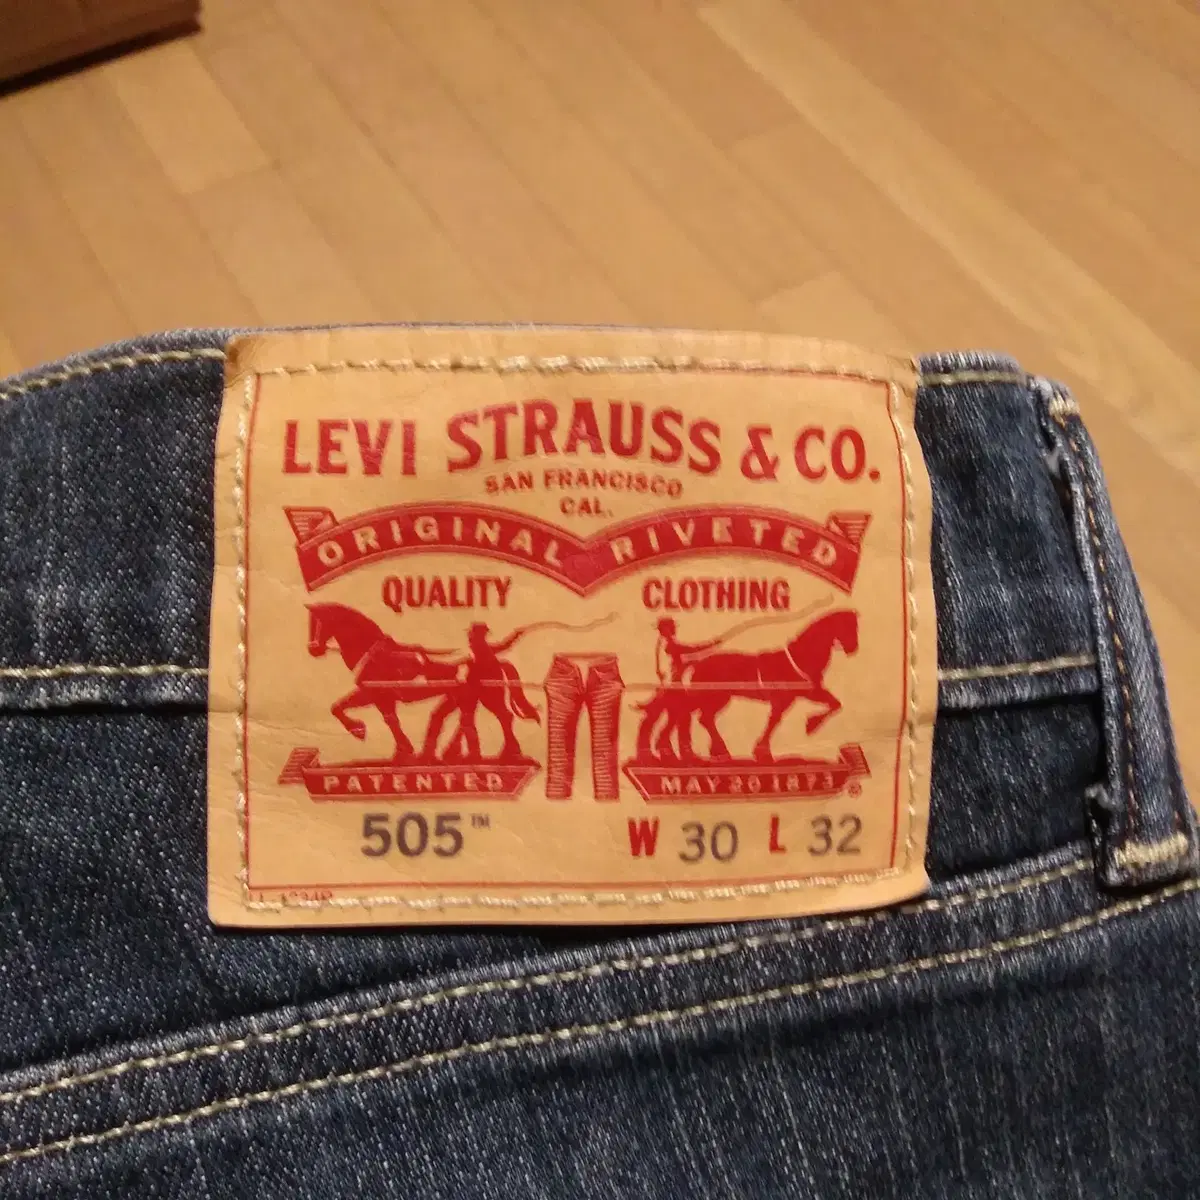 LEVI STRAUSS & CO.
SAN FRANCISCO
CAL.
ORIGINAL RIVETED
QUALITY CLOTHING
PATENTED MAY 20 1873 ®
505™ W 30 L 32